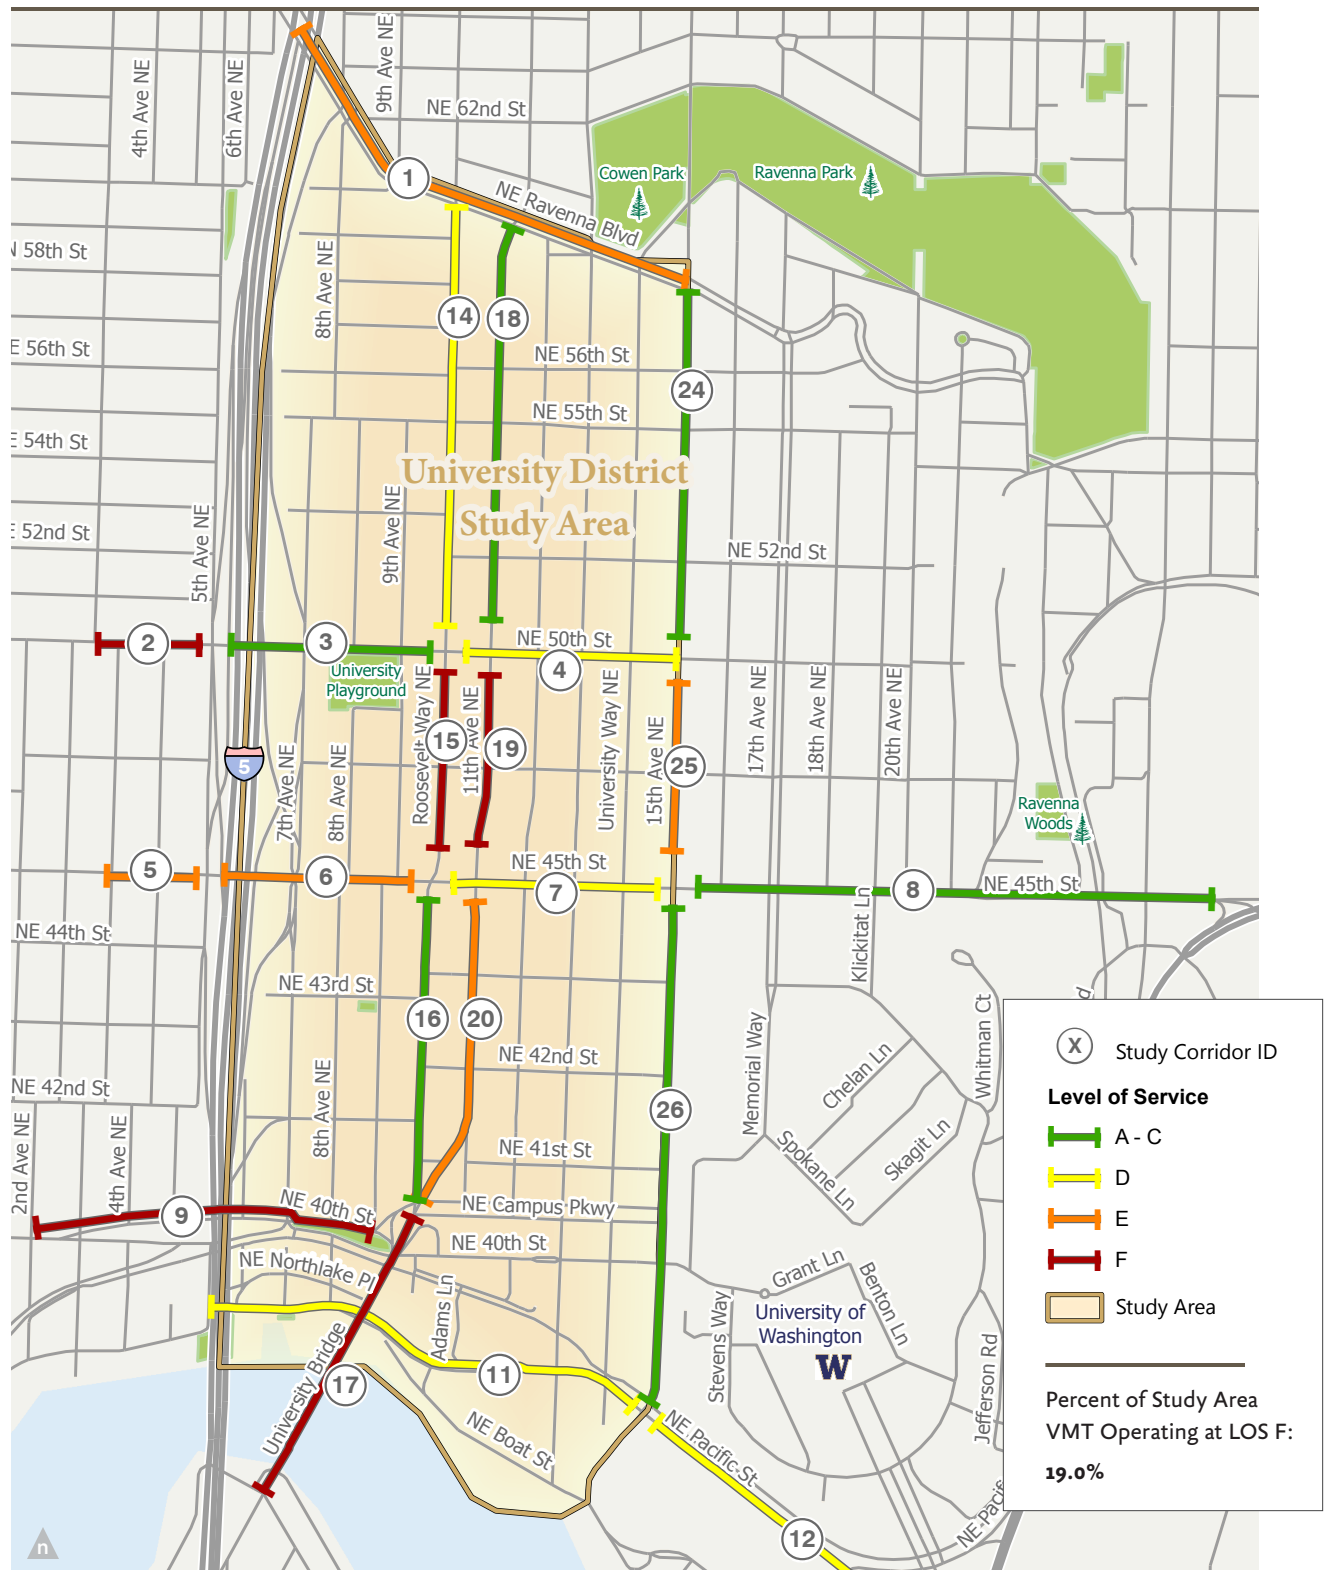 4th Ave NE
6th Ave NE
9th Ave NE
NE 62nd St
1
Cowen Park
Ravenna Park
NE Ravenna Blvd
N 58th St
8th Ave NE
14
18
E 56th St
NE 56th St
24
NE 55th St
E 54th St
University District
Study Area
9th Ave NE
5th Ave NE
E 52nd St
NE 52nd St
2
3
NE 50th St
4
University
Playground
Roosevelt Way NE
11th Ave NE
University Way NE
15th Ave NE
17th Ave NE
18th Ave NE
20th Ave NE
15
19
25
5
7th Ave NE
8th Ave NE
Ravenna
Woods
5
6
NE 45th St
7
8
NE 45th St
Klickitat Ln
NE 44th St
NE 43rd St
16
20
NE 42nd St
Memorial Way
Chelan Ln
Whitman Ct
d
NE 42nd St
2nd Ave NE
4th Ave NE
8th Ave NE
26
NE 41st St
Spokane Ln
Skagit Ln
9
NE 40th St
NE Campus Pkwy
NE 40th St
NE Northlake Pl
Adams Ln
Grant Ln
Benton Ln
University of
Washington
W
Stevens Way
Jefferson Rd
University Bridge
17
11
NE Boat St
NE Pacific St
12
NE Pacif
n
X Study Corridor ID
Level of Service
A - C
D
E
F
Study Area
Percent of Study Area
VMT Operating at LOS F:
19.0%